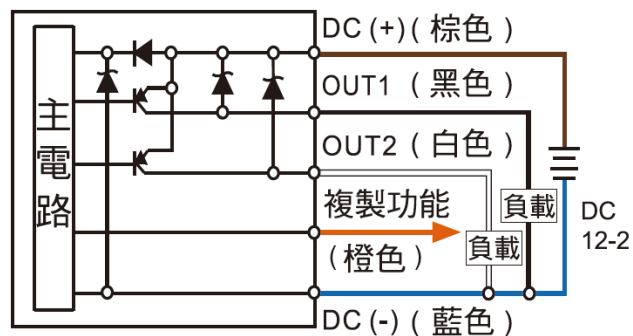 DC (+) ( 棕色 )
OUT1 ( 黑色 )
主電路
OUT2 ( 白色 )
複製功能
負載
DC
12-2
負載
( 橙色 )
DC (-) ( 藍色 )